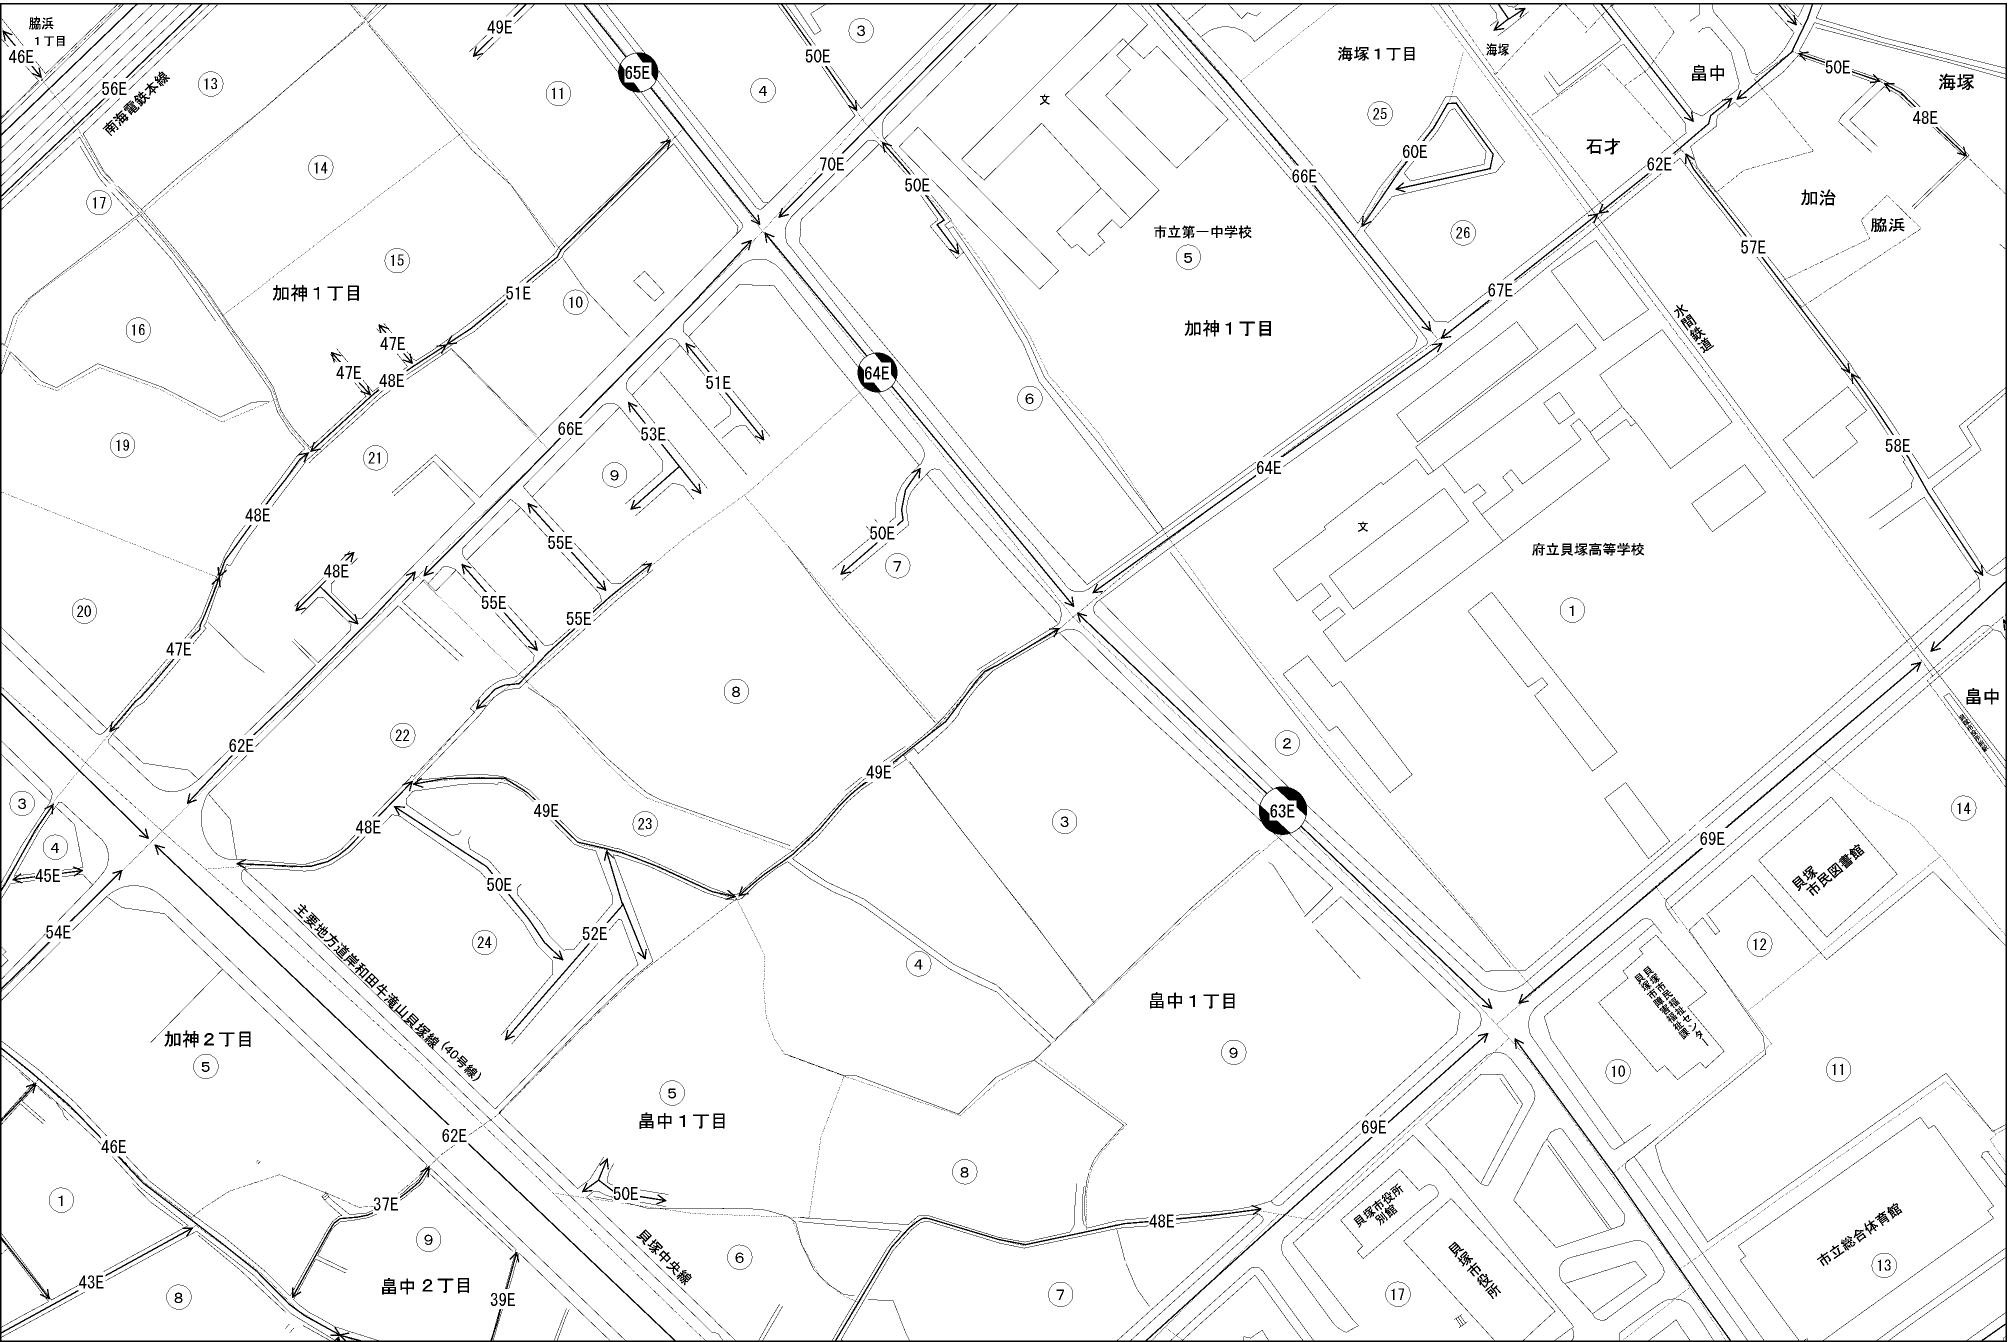 脇浜
１丁目
46E
56E
南海電鉄本線
13
49E
11
65E
50E
3
4
海塚１丁目
海塚
畠中
50E
海塚
48E
文
25
石才
14
17
70E
50E
66E
60E
62E
加治
脇浜
57E
市立第一中学校
5
26
15
加神１丁目
51E
10
67E
水間鉄道
加神１丁目
16
47E
47E
48E
51E
64E
6
66E
53E
9
64E
58E
19
21
48E
50E
7
文
府立貝塚高等学校
1
55E
48E
55E
55E
20
47E
8
畠中
62E
22
2
49E
3
4
48E
49E
23
3
63E
69E
14
45E
50E
貝塚
市民図書館
54E
24
52E
4
12
主要地方道岸和田牛滝山貝塚線（40号線）
畠中１丁目
9
加神２丁目
5
10
11
5
畠中１丁目
62E
69E
46E
8
1
50E
37E
48E
貝塚市役所
別館
市立総合体育館
13
9
6
貝塚中央線
貝塚市役所
43E
畠中２丁目
8
39E
7
17